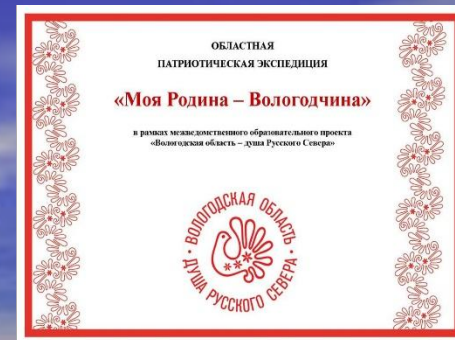 ОБЛАСТНАЯ
ПАТРИОТИЧЕСКАЯ ЭКСПЕДИЦИЯ
«Моя Родина – Вологодчина»
в рамках межведомственного образовательного проекта
«Вологодская область – душа Русского Севера»
ВОЛОГОДСКАЯ ОБЛАСТЬ
ДУША РУССКОГО СЕВЕРА